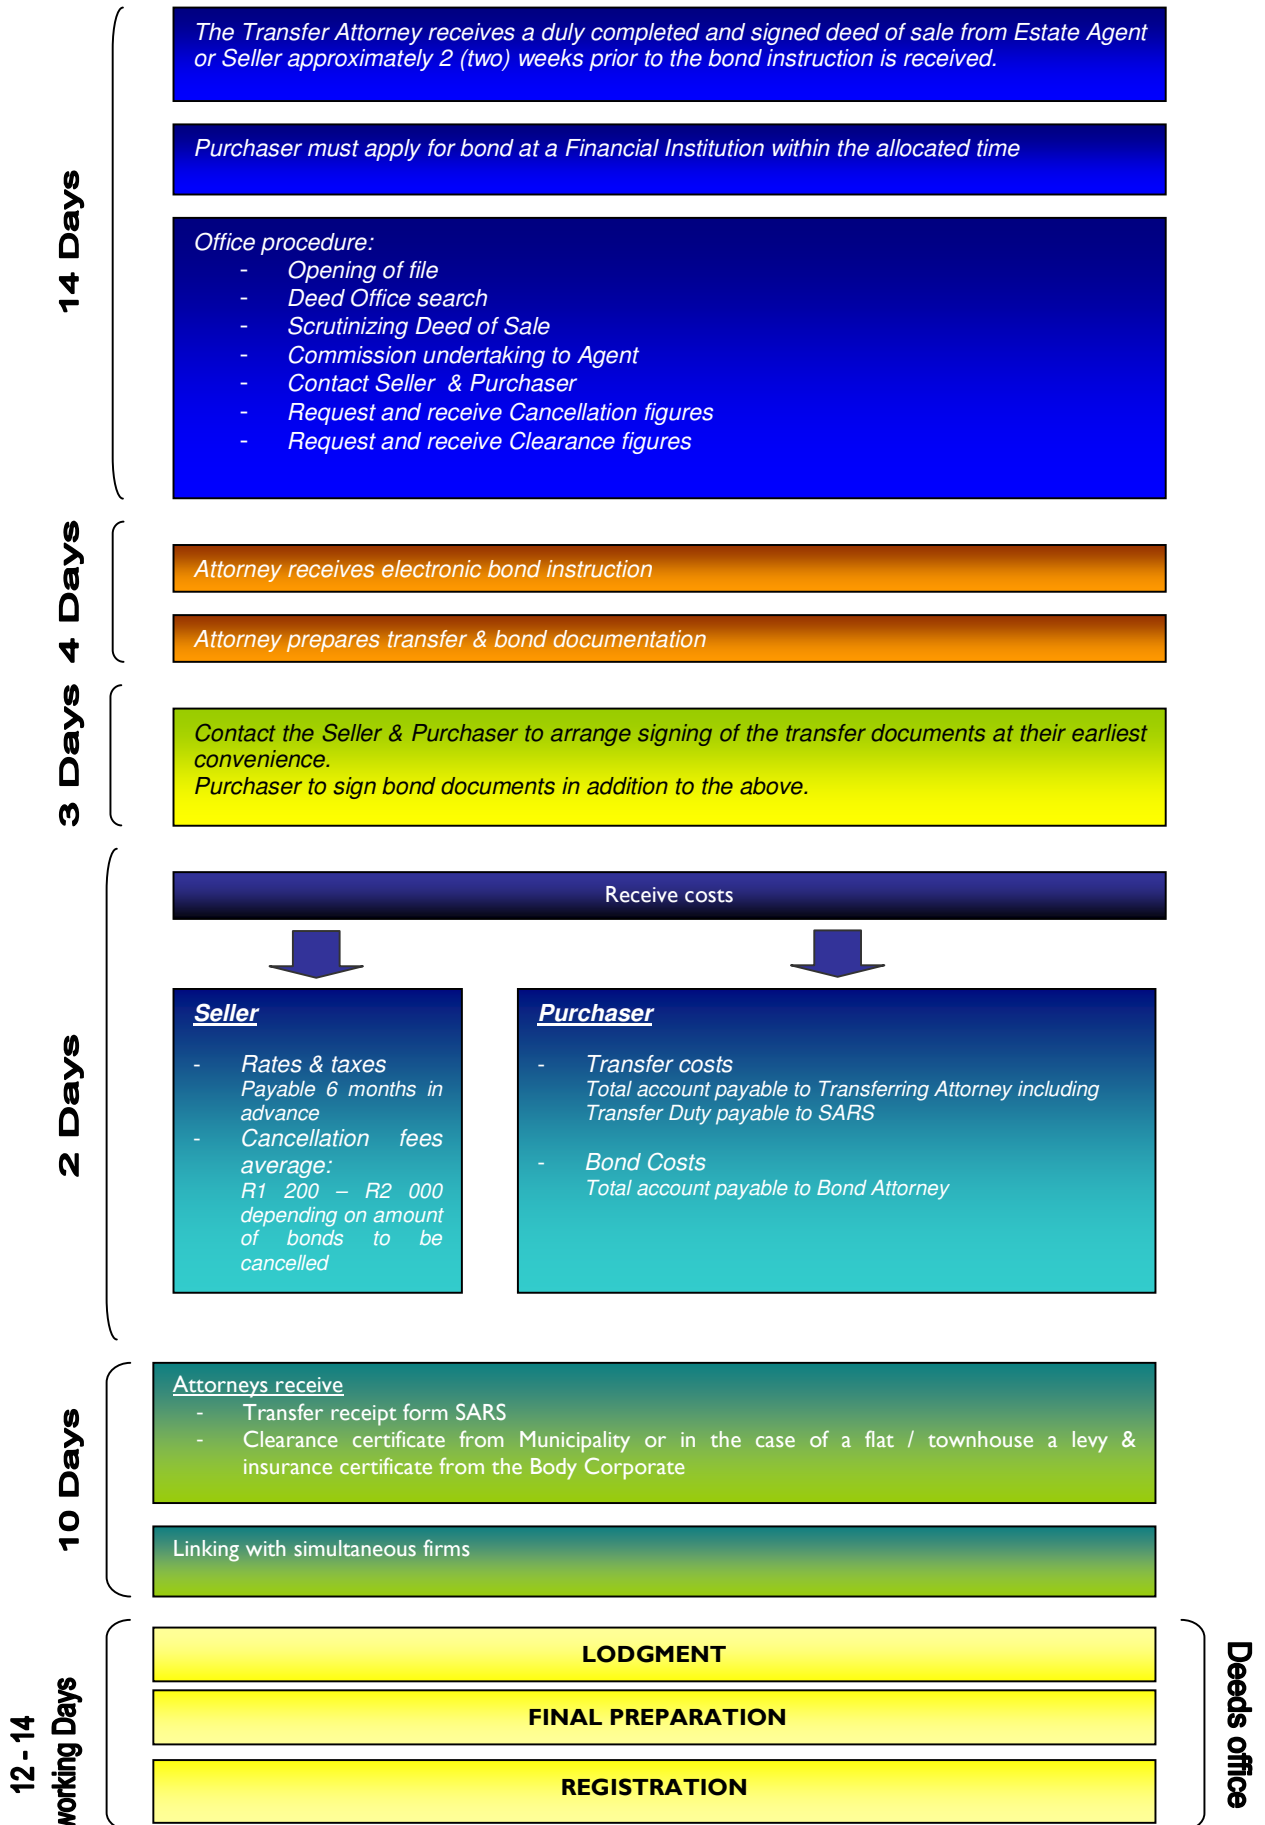 14 Days
The Transfer Attorney receives a duly completed and signed deed of sale from Estate Agent
or Seller approximately 2 (two) weeks prior to the bond instruction is received.
Purchaser must apply for bond at a Financial Institution within the allocated time
Office procedure:
- Opening of file
- Deed Office search
- Scrutinizing Deed of Sale
- Commission undertaking to Agent
- Contact Seller & Purchaser
- Request and receive Cancellation figures
- Request and receive Clearance figures
4 Days
Attorney receives electronic bond instruction
Attorney prepares transfer & bond documentation
3 Days
Contact the Seller & Purchaser to arrange signing of the transfer documents at their earliest
convenience.
Purchaser to sign bond documents in addition to the above.
2 Days
Receive costs
Seller
- Rates & taxes
Payable 6 months in
advance
- Cancellation fees
average:
R1 200 – R2 000
depending on amount
of bonds to be
cancelled
Purchaser
- Transfer costs
Total account payable to Transferring Attorney including
Transfer Duty payable to SARS
- Bond Costs
Total account payable to Bond Attorney
10 Days
Attorneys receive
- Transfer receipt form SARS
- Clearance certificate from Municipality or in the case of a flat / townhouse a levy &
insurance certificate from the Body Corporate
Linking with simultaneous firms
12 - 14
working Days
LODGMENT
FINAL PREPARATION
REGISTRATION
Deeds office